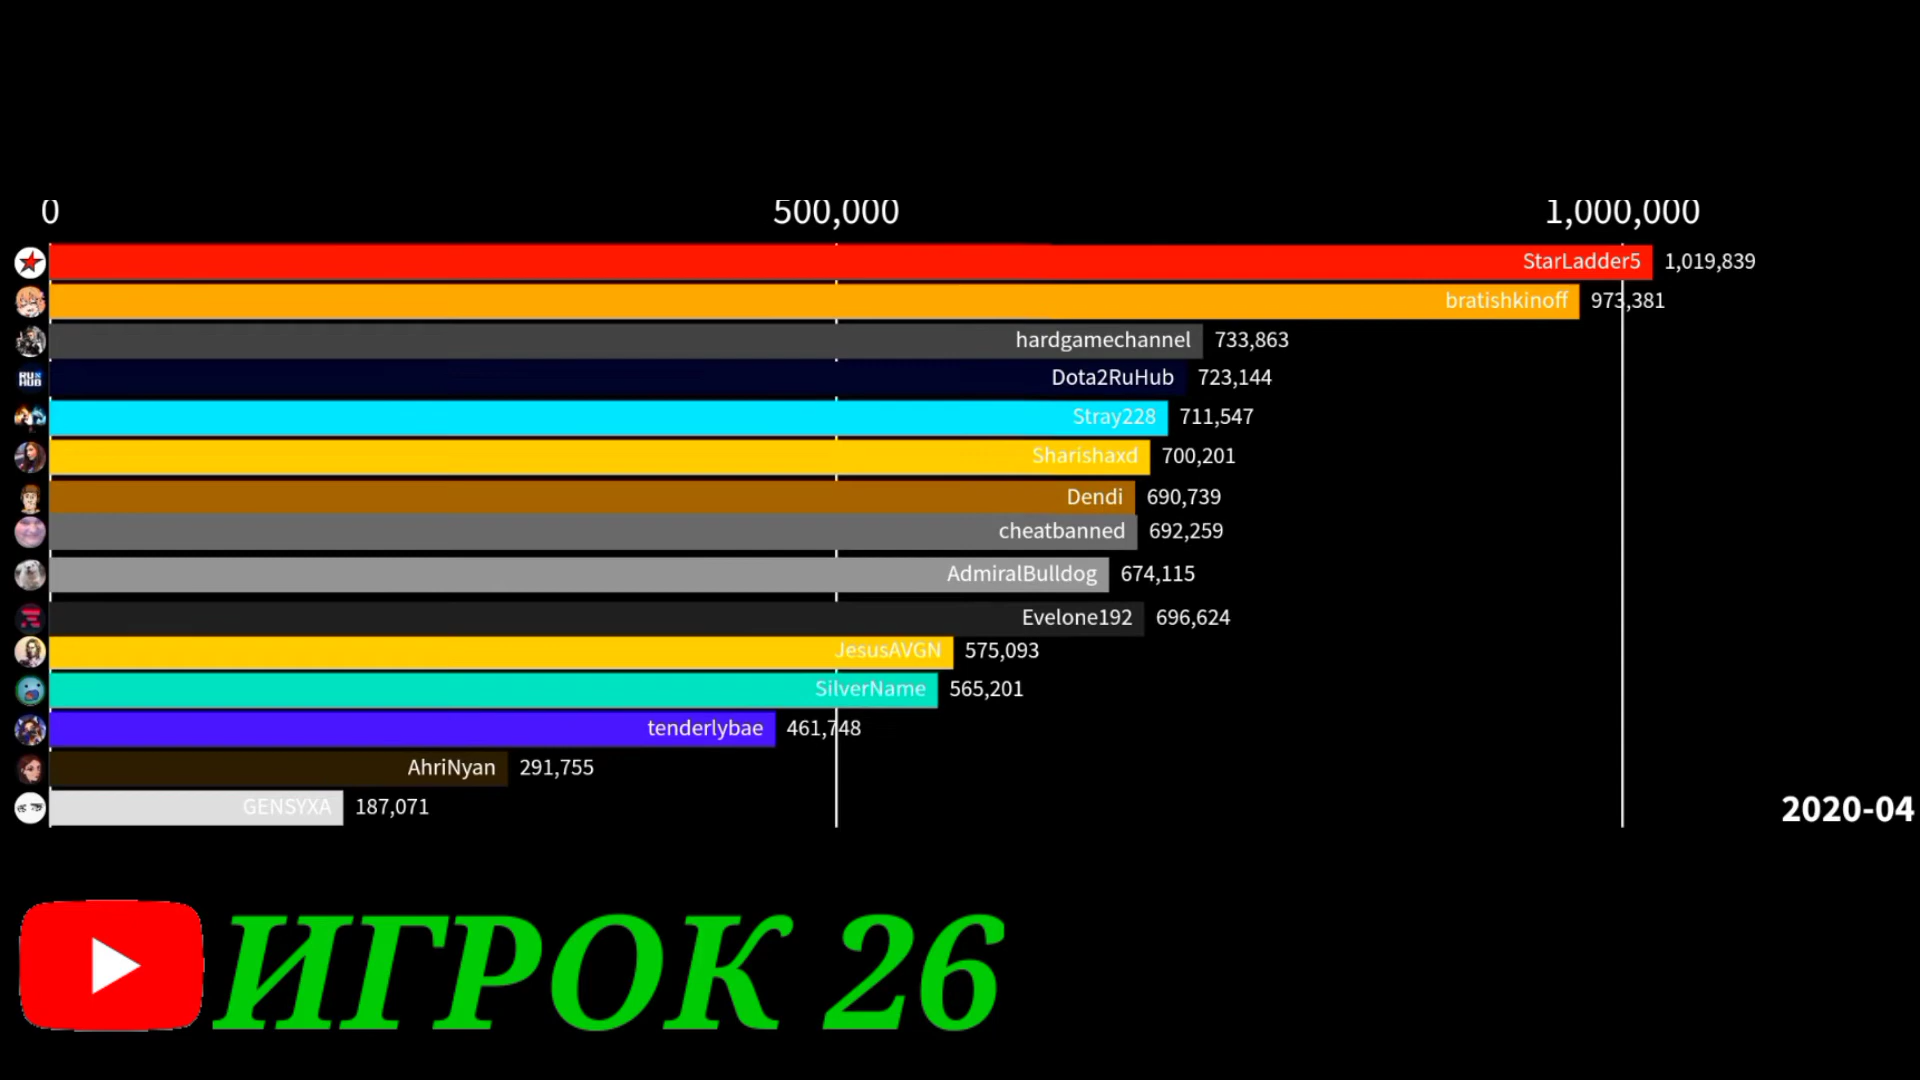 0 500,000 1,000,000
StarLadder5 1,019,839
bratishkinoff 973,381
hardgamechannel 733,863
RUHUB Dota2RuHub 723,144
Stray228 711,547
Sharishaxd 700,201
Dendi 690,739
cheatbanned 692,259
AdmiralBulldog 674,115
Evelone192 696,624
JesusAVGN 575,093
SilverName 565,201
tenderlybae 461,748
AhriNyan 291,755
GENSYXA 187,071
2020-04
ИГРОК 26